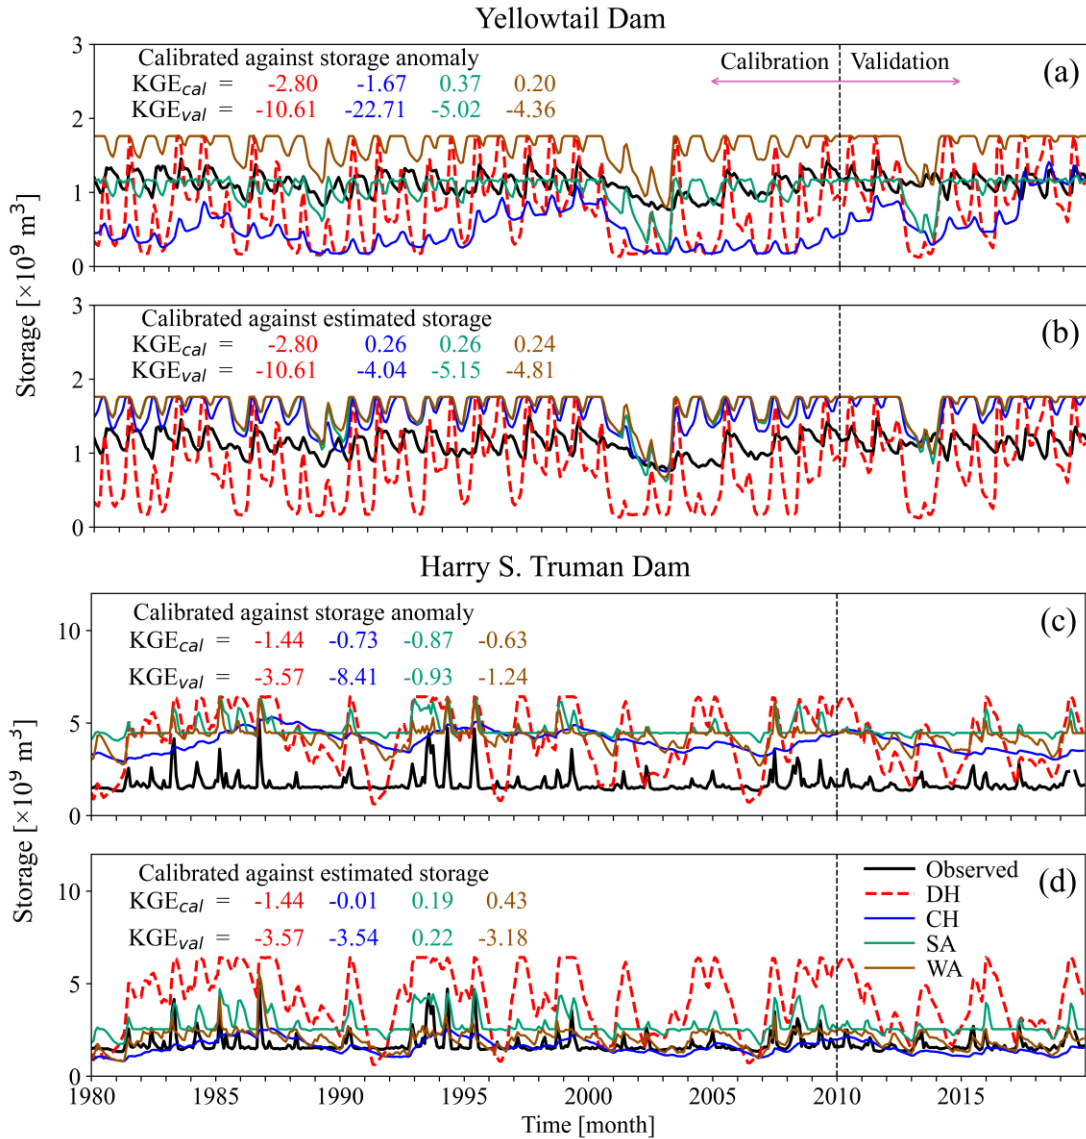 Yellowtail Dam
3
Calibrated against storage anomaly
Calibration Validation
(a)
KGEcal = -2.80 -1.67 0.37 0.20
KGEval = -10.61 -22.71 -5.02 -4.36
2
1
0
3
Calibrated against estimated storage
(b)
KGEcal = -2.80 0.26 0.26 0.24
KGEval = -10.61 -4.04 -5.15 -4.81
2
1
0
Storage [×10⁹ m³]
Harry S. Truman Dam
Calibrated against storage anomaly
(c)
10
KGEcal = -1.44 -0.73 -0.87 -0.63
KGEval = -3.57 -8.41 -0.93 -1.24
5
0
Storage [×10⁹ m³]
Calibrated against estimated storage
(d)
10
KGEcal = -1.44 -0.01 0.19 0.43
KGEval = -3.57 -3.54 0.22 -3.18
Observed
DH
CH
SA
WA
5
0
1980 1985 1990 1995 2000 2005 2010 2015
Time [month]